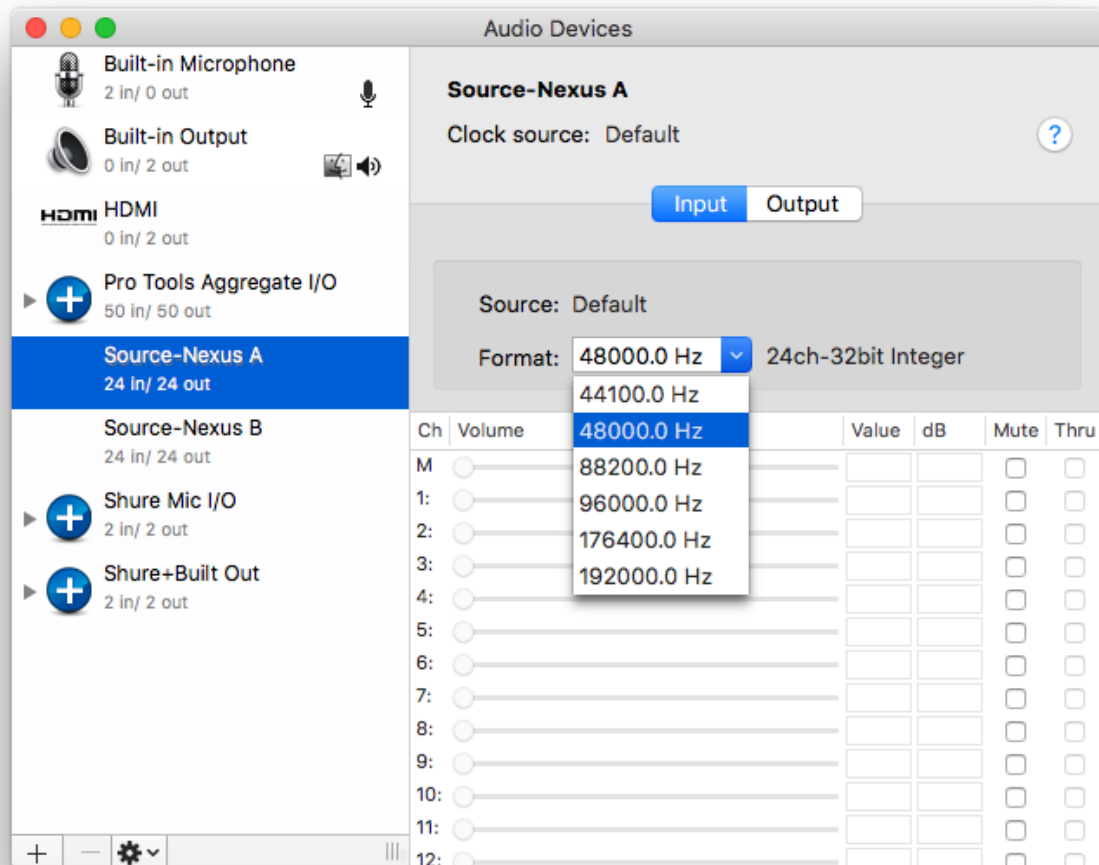 Audio Devices
Built-in Microphone
2 in/ 0 out
Built-in Output
0 in/ 2 out
HDMI HDMI
0 in/ 2 out
Pro Tools Aggregate I/O
50 in/ 50 out
Source-Nexus A
24 in/ 24 out
Source-Nexus B
24 in/ 24 out
Shure Mic I/O
2 in/ 2 out
Shure+Built Out
2 in/ 2 out
Source-Nexus A
Clock source: Default
?
Input Output
Source: Default
Format: 48000.0 Hz 24ch-32bit Integer
44100.0 Hz
48000.0 Hz
88200.0 Hz
96000.0 Hz
176400.0 Hz
192000.0 Hz
Ch Volume Value dB Mute Thru
M
1:
2:
3:
4:
5:
6:
7:
8:
9:
10:
11:
12: